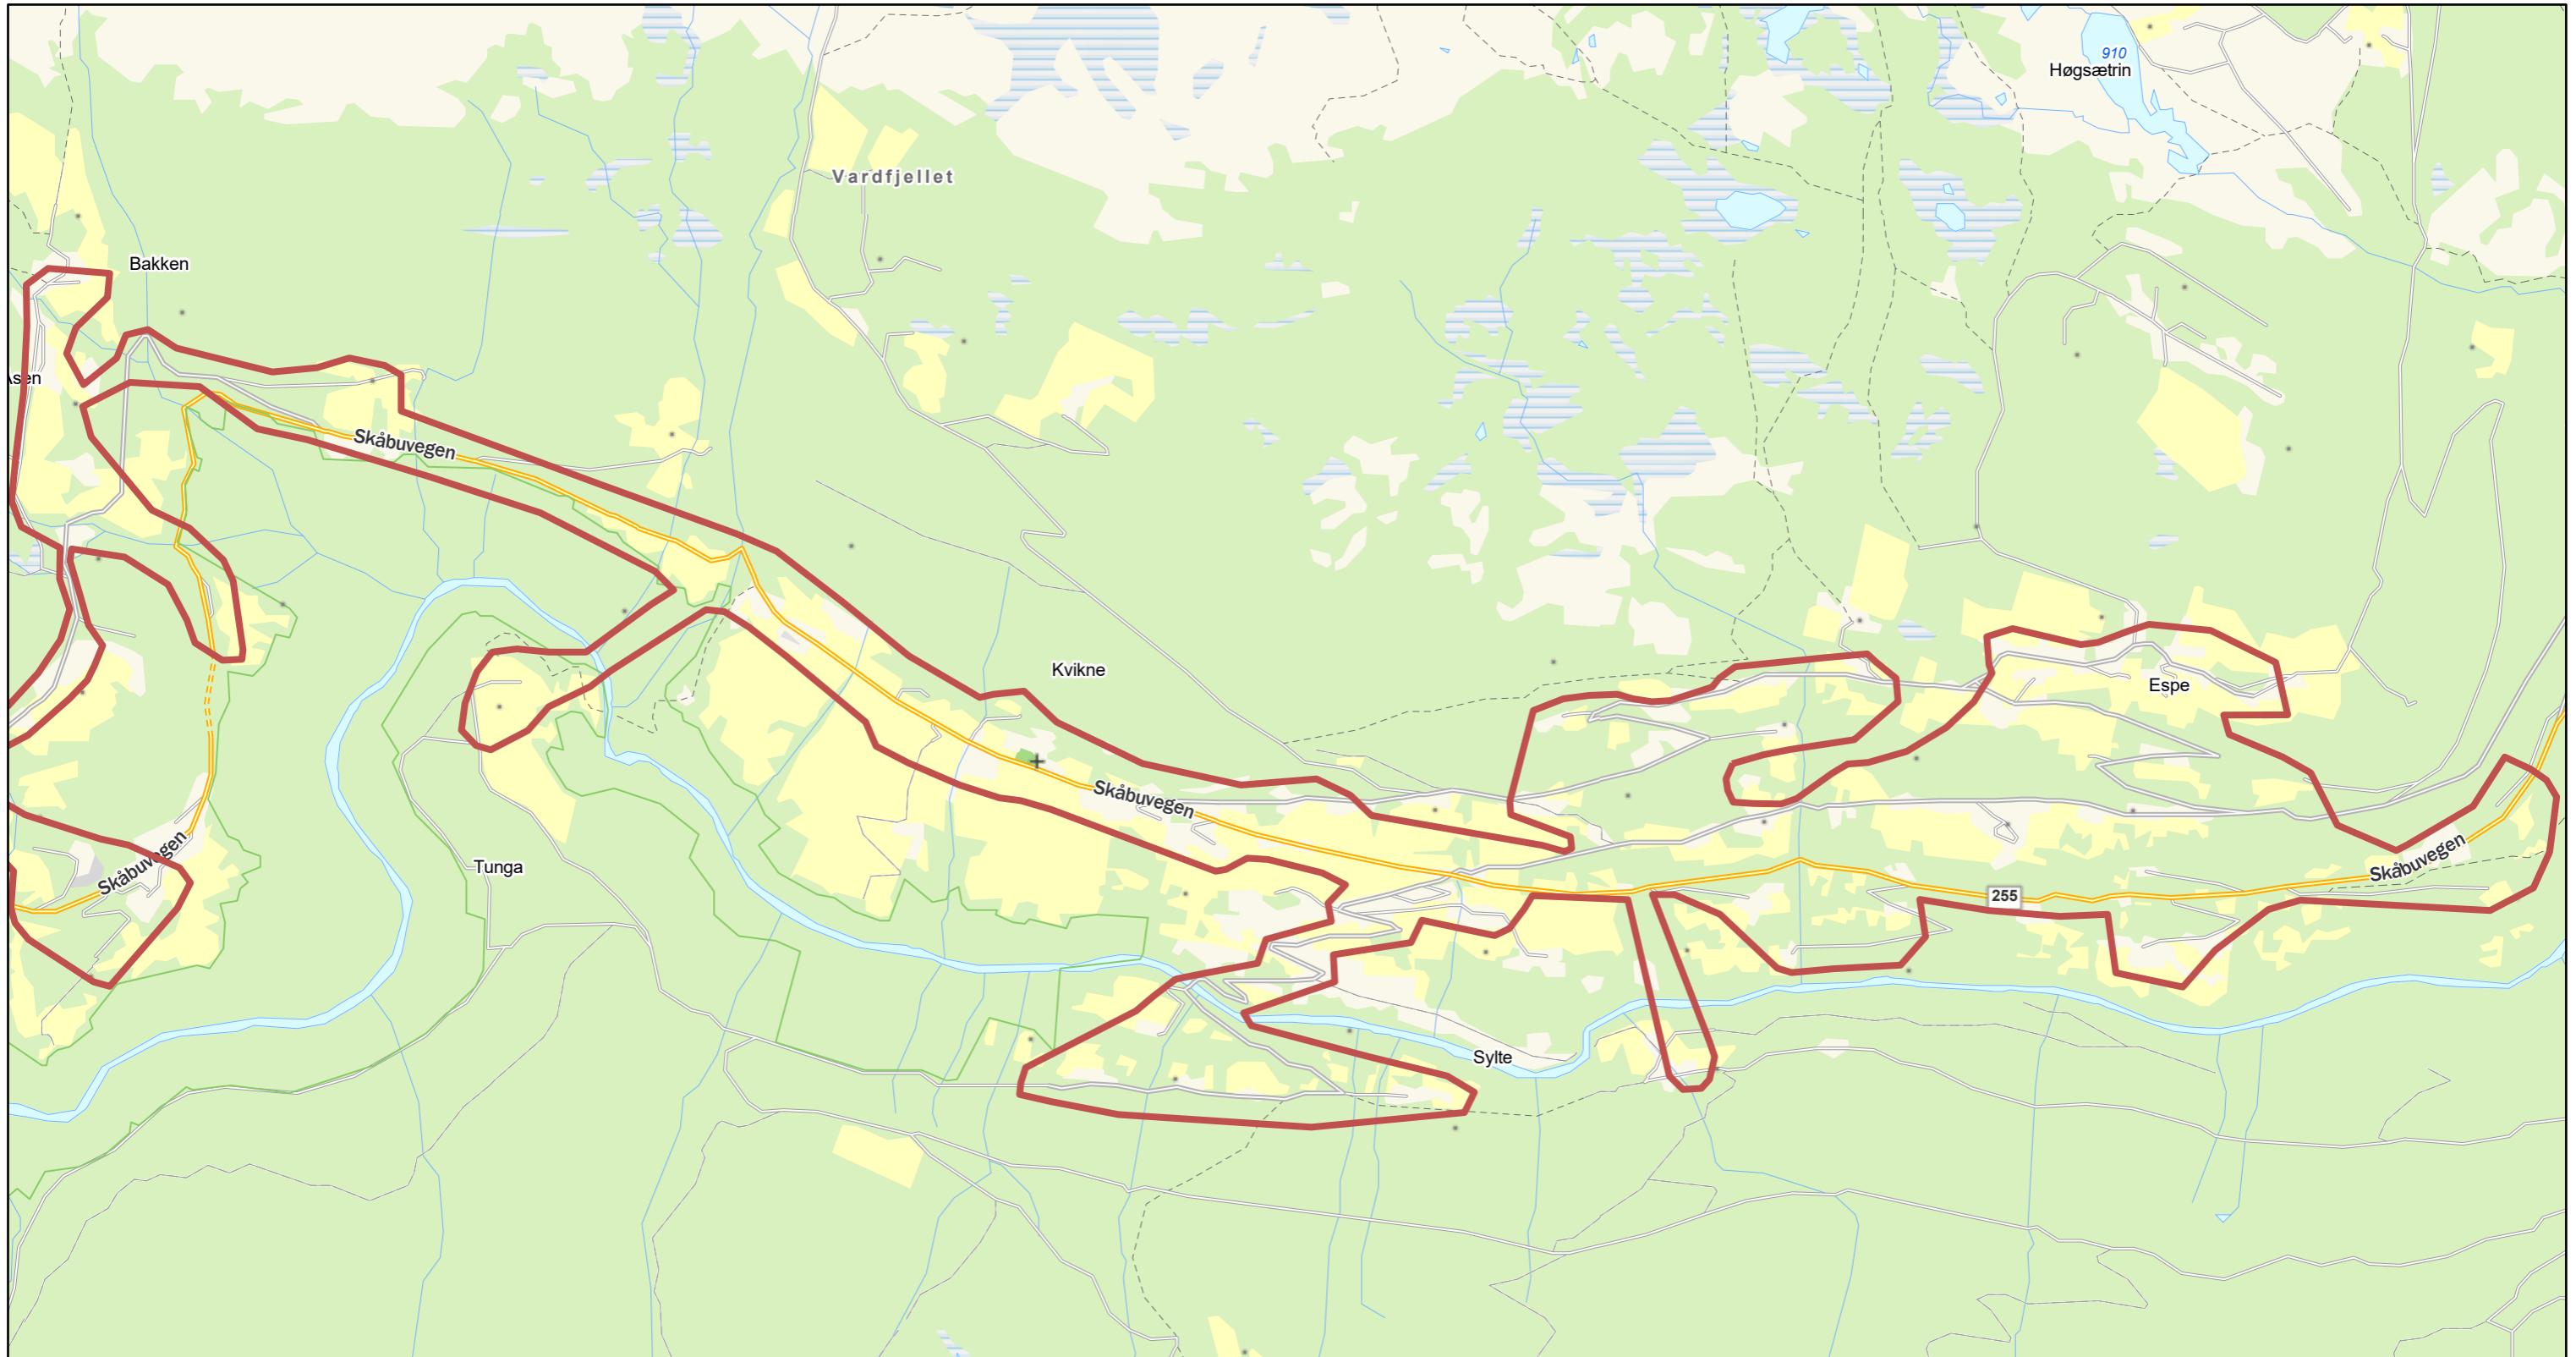 910
Høgsætrin
Vardfjellet
Bakken
Skåbuvegen
Kvikne
Espe
Skåbuvegen
Skåbuvegen
Tunga
Skåbuvegen
255
Sylte